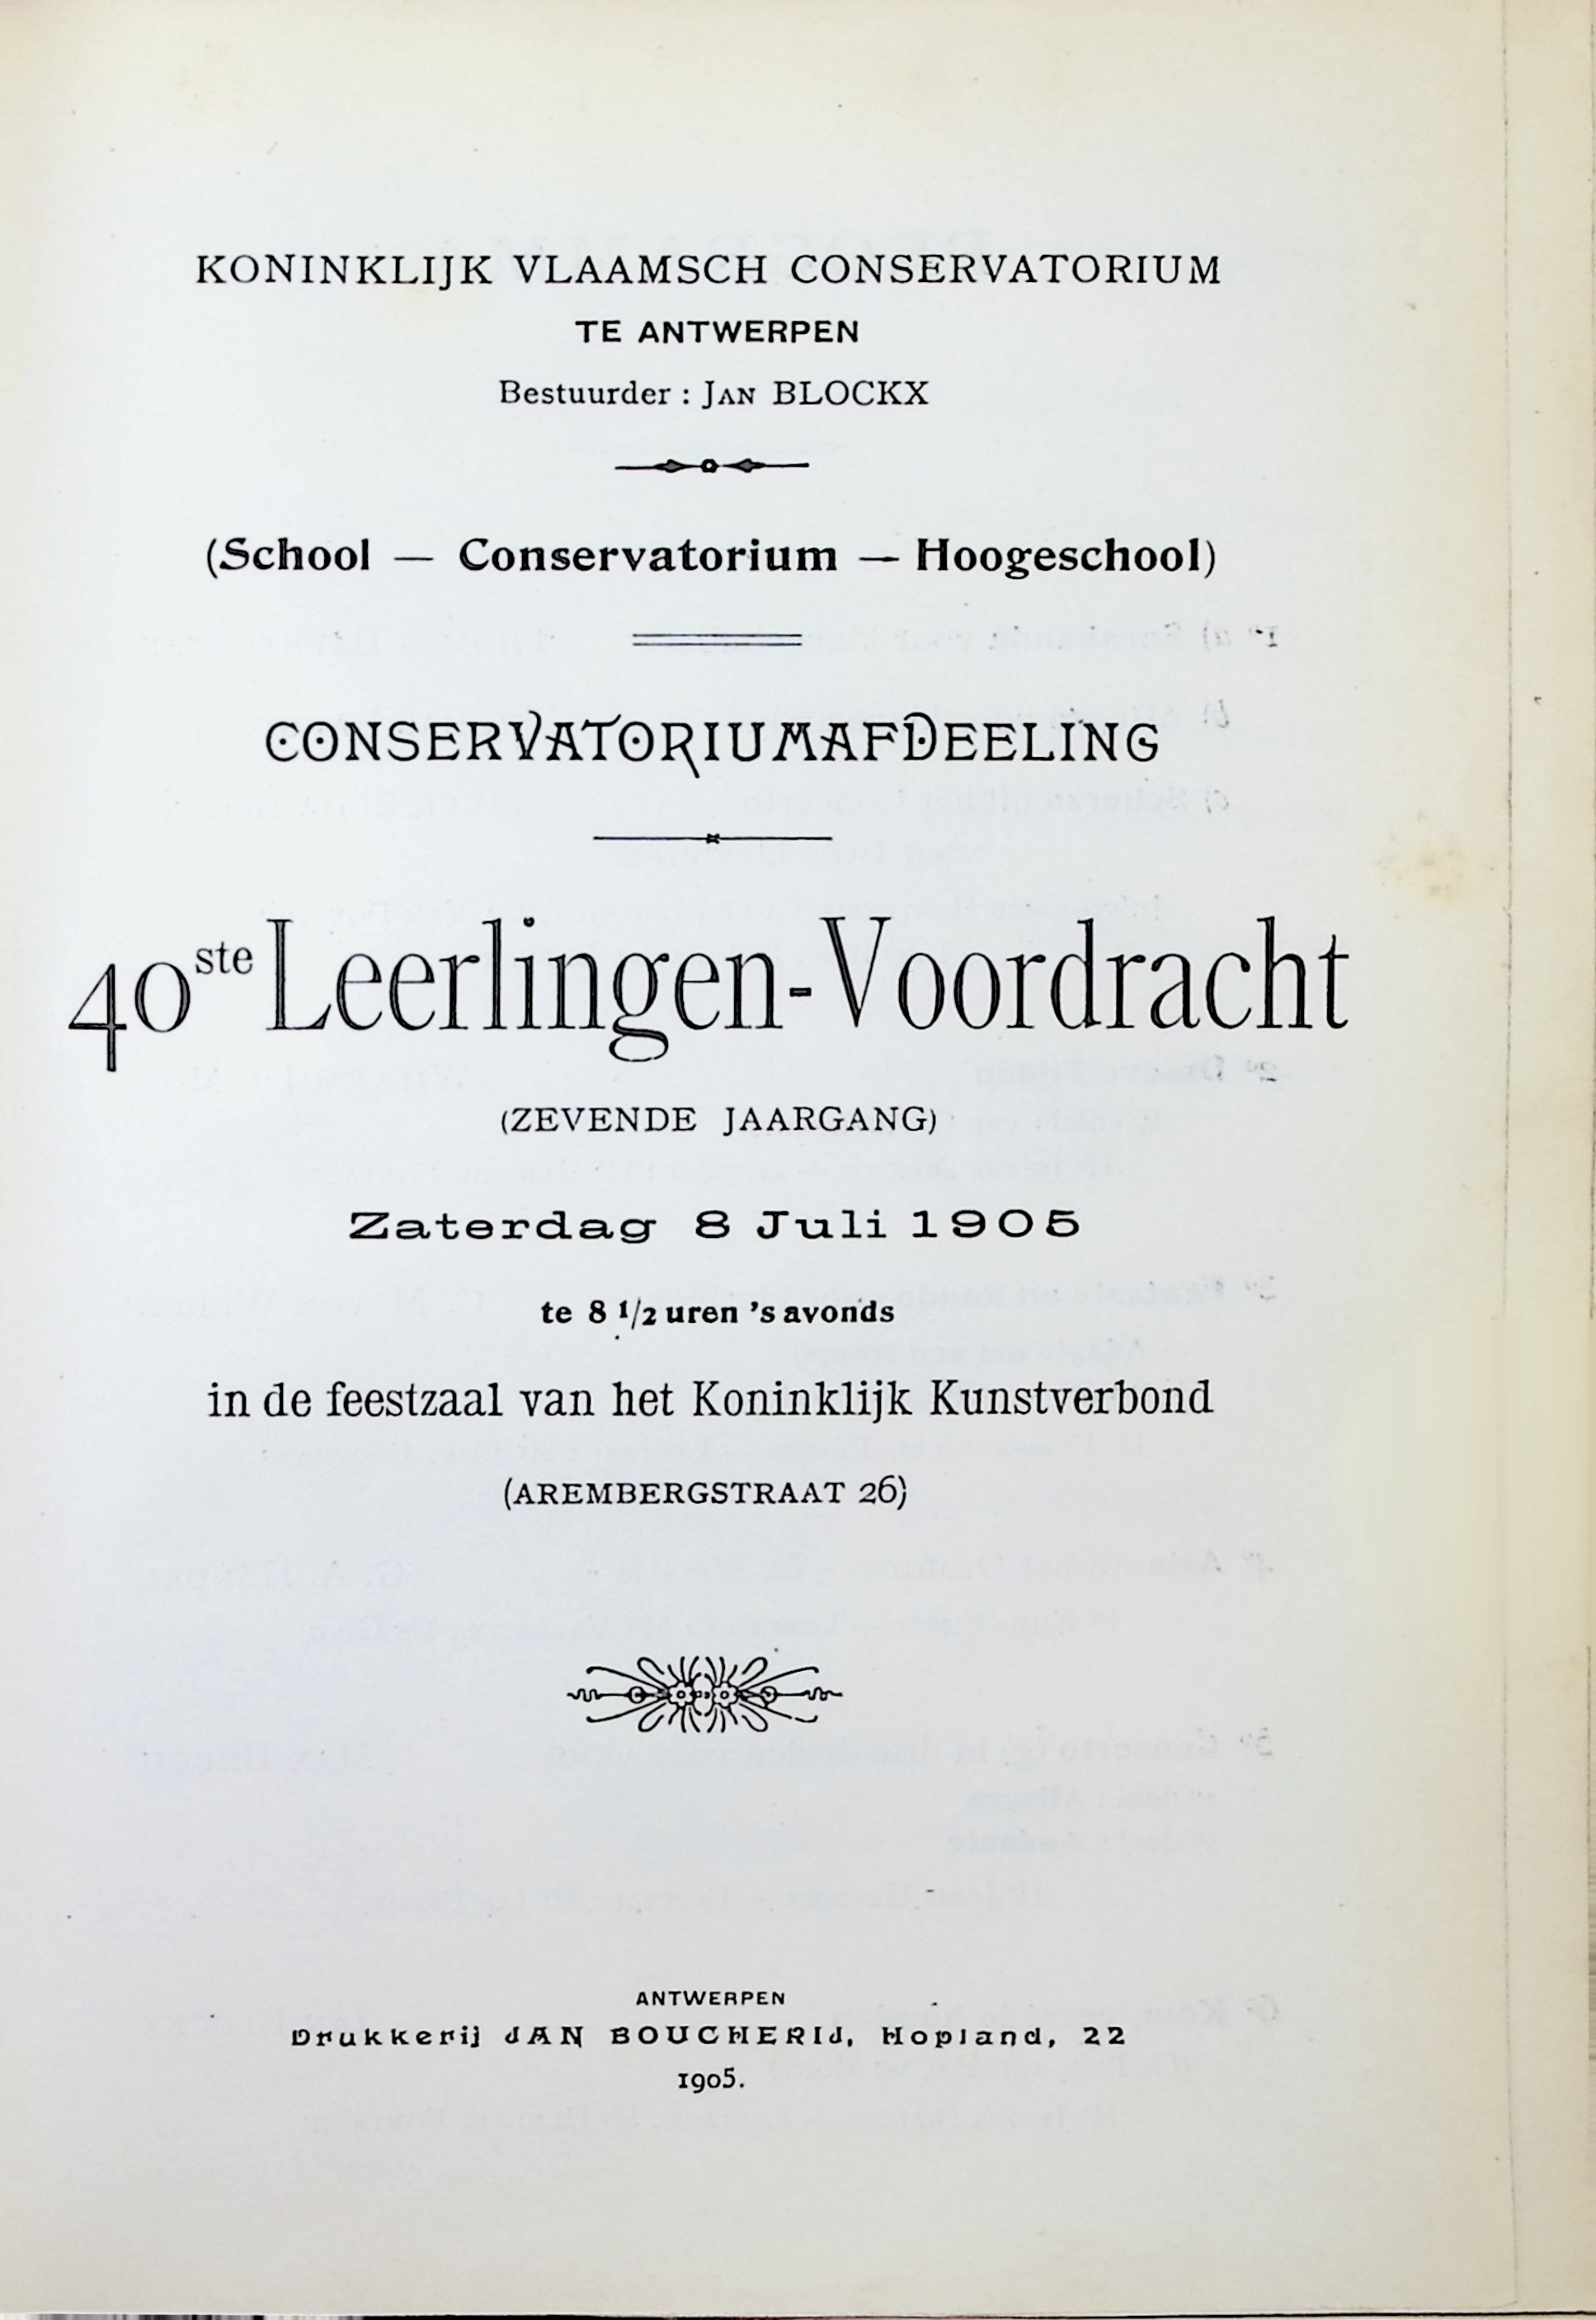 KONINKLIJK VLAAMSCH CONSERVATORIUM
TE ANTWERPEN
Bestuurder : JAN BLOCKX
(School — Conservatorium — Hoogeschool)
CONSERVATORIUMAFDEELING
40ste Leerlingen-Voordracht
(ZEVENDE JAARGANG)
Zaterdag 8 Juli 1905
te 8 1/2 uren 's avonds
in de feestzaal van het Koninklijk Kunstverbond
(AREMBERGSTRAAT 26)
ANTWERPEN
Drukkerij JAN BOUCHERIJ, Hopland, 22
1905.